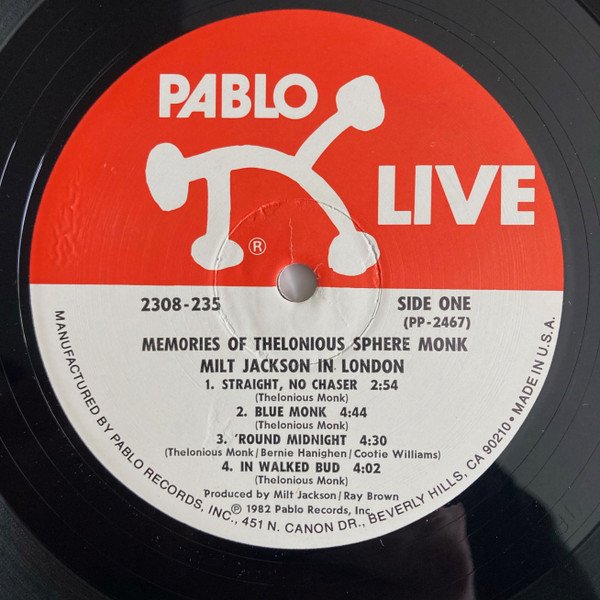 PABLO
LIVE
®
2308-235
SIDE ONE
(PP-2467)
MEMORIES OF THELONIOUS SPHERE MONK
MILT JACKSON IN LONDON
1. STRAIGHT, NO CHASER 2:54
(Thelonious Monk)
2. BLUE MONK 4:44
(Thelonious Monk)
3. 'ROUND MIDNIGHT 4:30
(Thelonious Monk/Bernie Hanighen/Cootie Williams)
4. IN WALKED BUD 4:02
(Thelonious Monk)
Produced by Milt Jackson/Ray Brown
℗ 1982 Pablo Records, Inc.
MANUFACTURED BY PABLO RECORDS, INC., 451 N. CANON DR., BEVERLY HILLS, CA 90210 • MADE IN U.S.A.